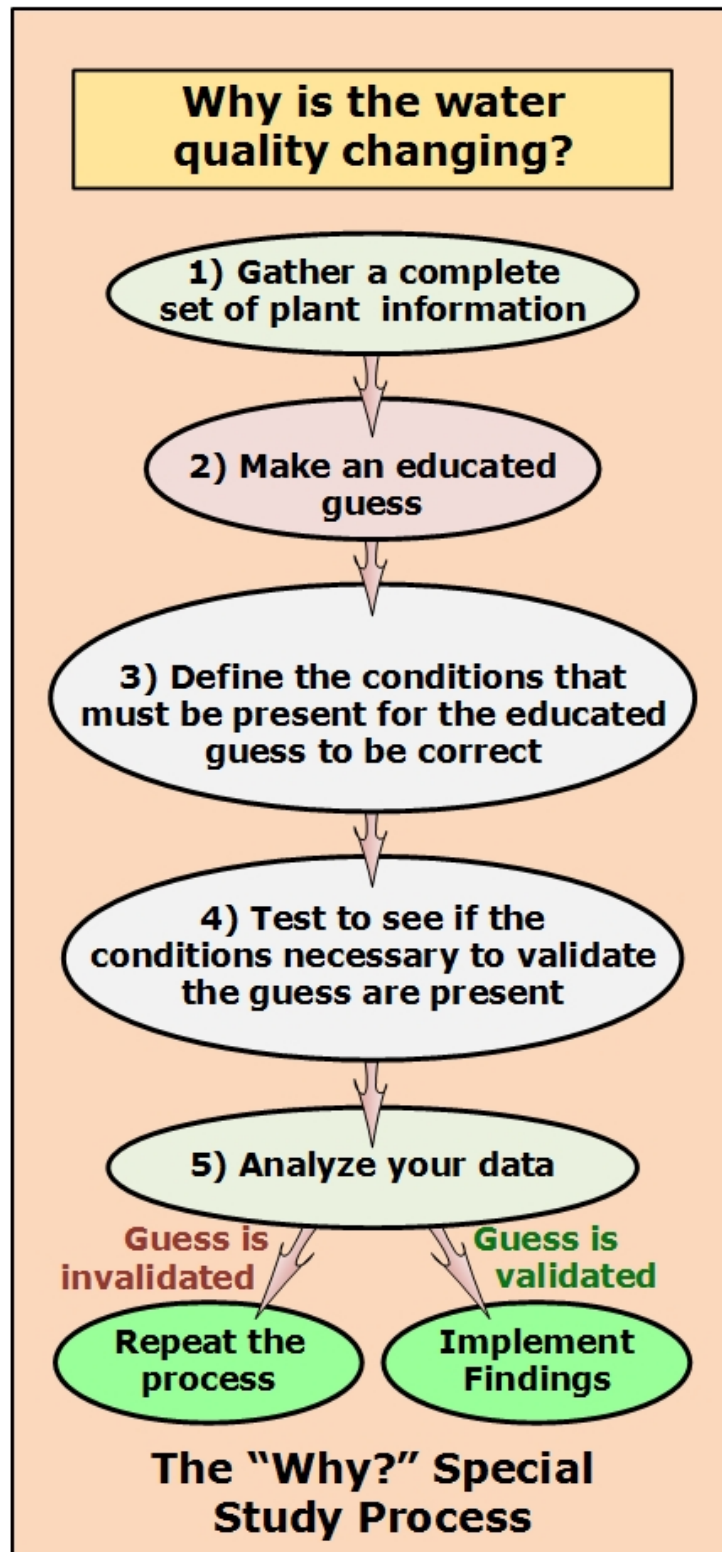 Why is the water
quality changing?
1) Gather a complete
set of plant information
2) Make an educated
guess
3) Define the conditions that
must be present for the educated
guess to be correct
4) Test to see if the
conditions necessary to validate
the guess are present
5) Analyze your data
Guess is
invalidated
Guess is
validated
Repeat the
process
Implement
Findings
The “Why?” Special
Study Process